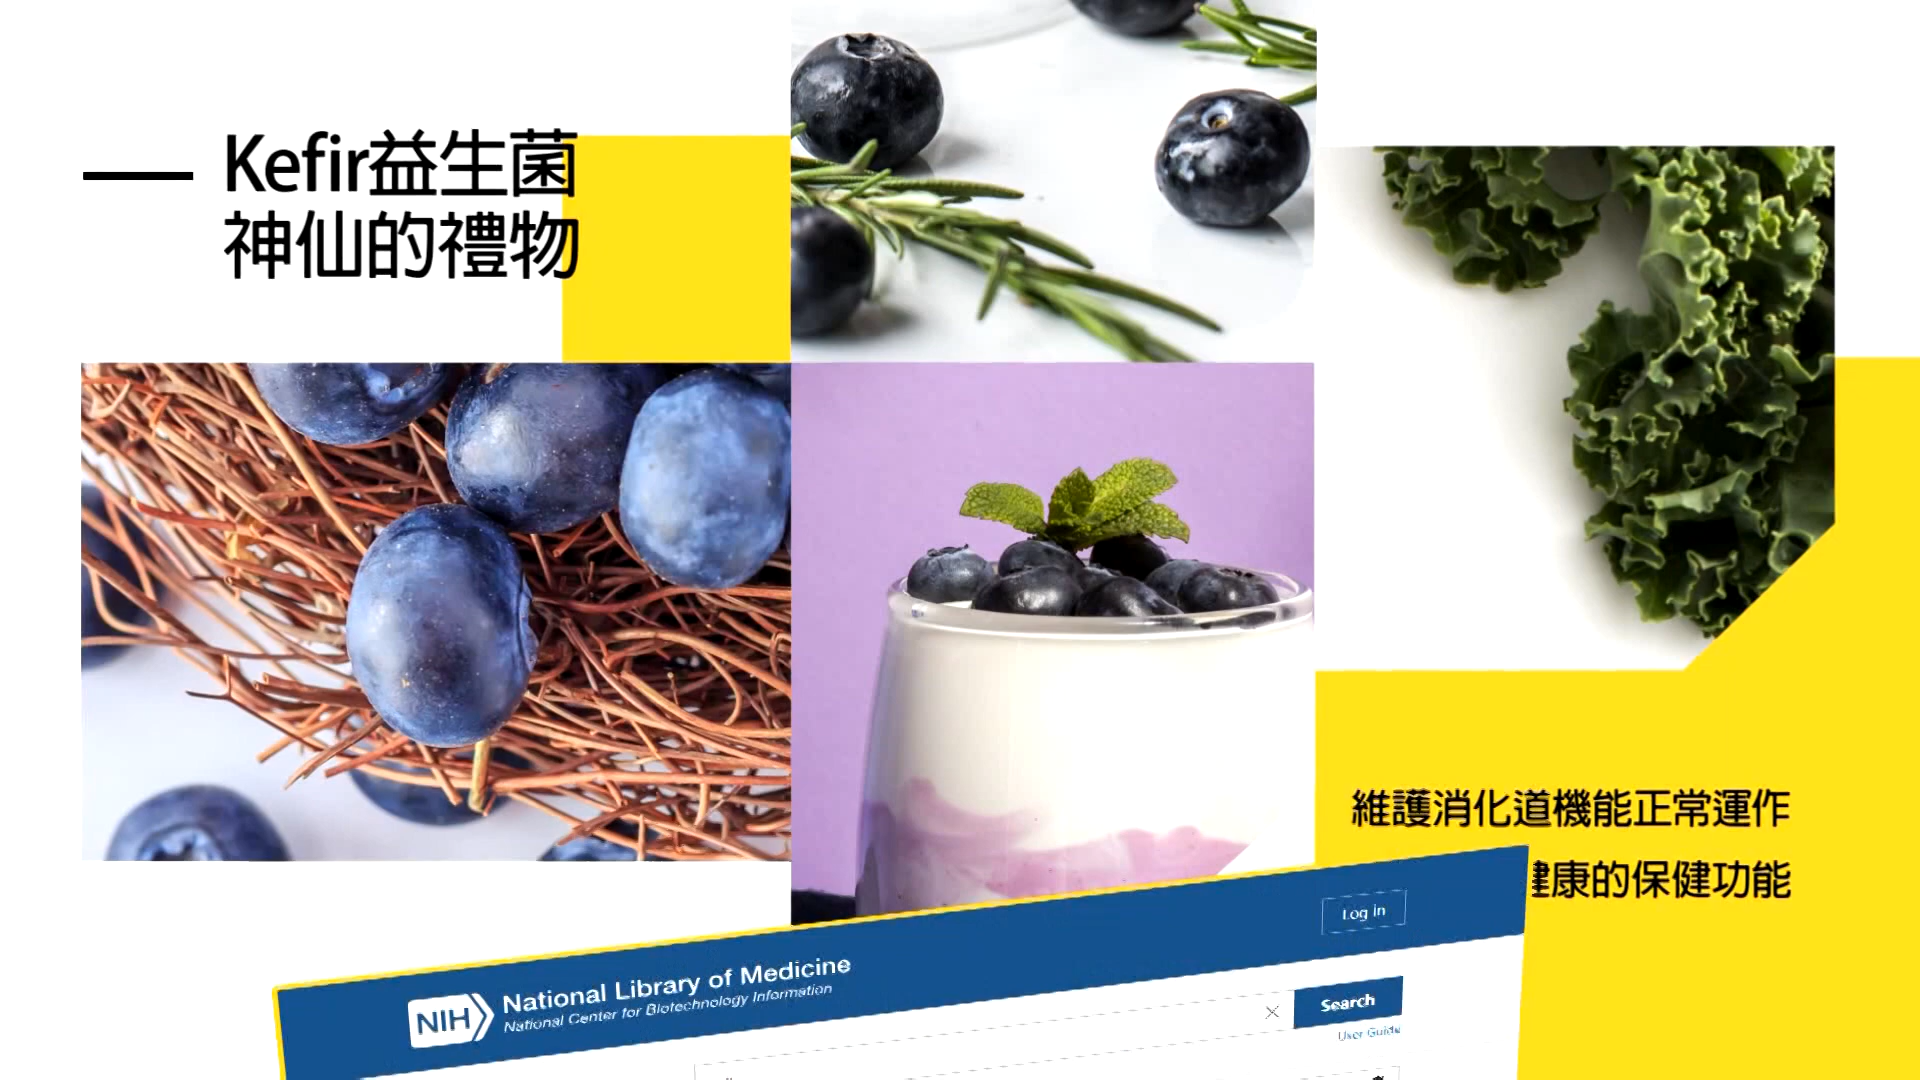 Kefir益生菌
神仙的禮物
維護消化道機能正常運作
康的保健功能
Log in
NIH
National Library of Medicine
National Center for Biotechnology Information
Search
User Guide